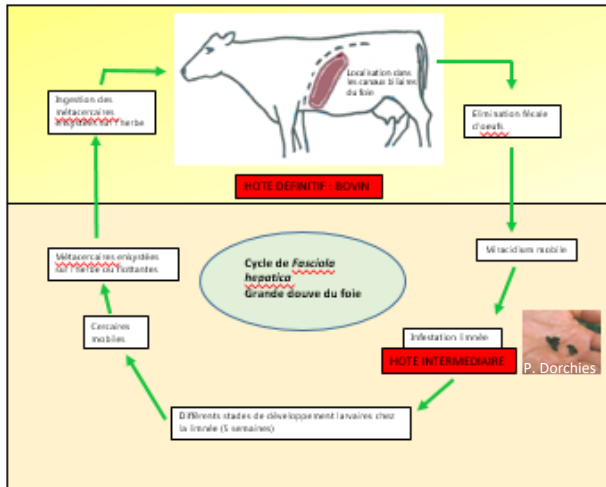 Localisation dans
les canaux biliaires
du foie
Ingestion des
métacercaires
enkystées sur l'herbe
Elimination fécale
d'oeufs.
HOTE DEFINITIF : BOVIN
Métacercaires enkystées
sur l'herbe ou flottantes
Cycle de Fasciola
hepatica
Grande douve du foie
Miracidium mobile
Cercaires
mobiles
Infestation limnée
HOTE INTERMEDIAIRE
P. Dorchies
Différents stades de développement larvaires chez
la limnée (5 semaines)